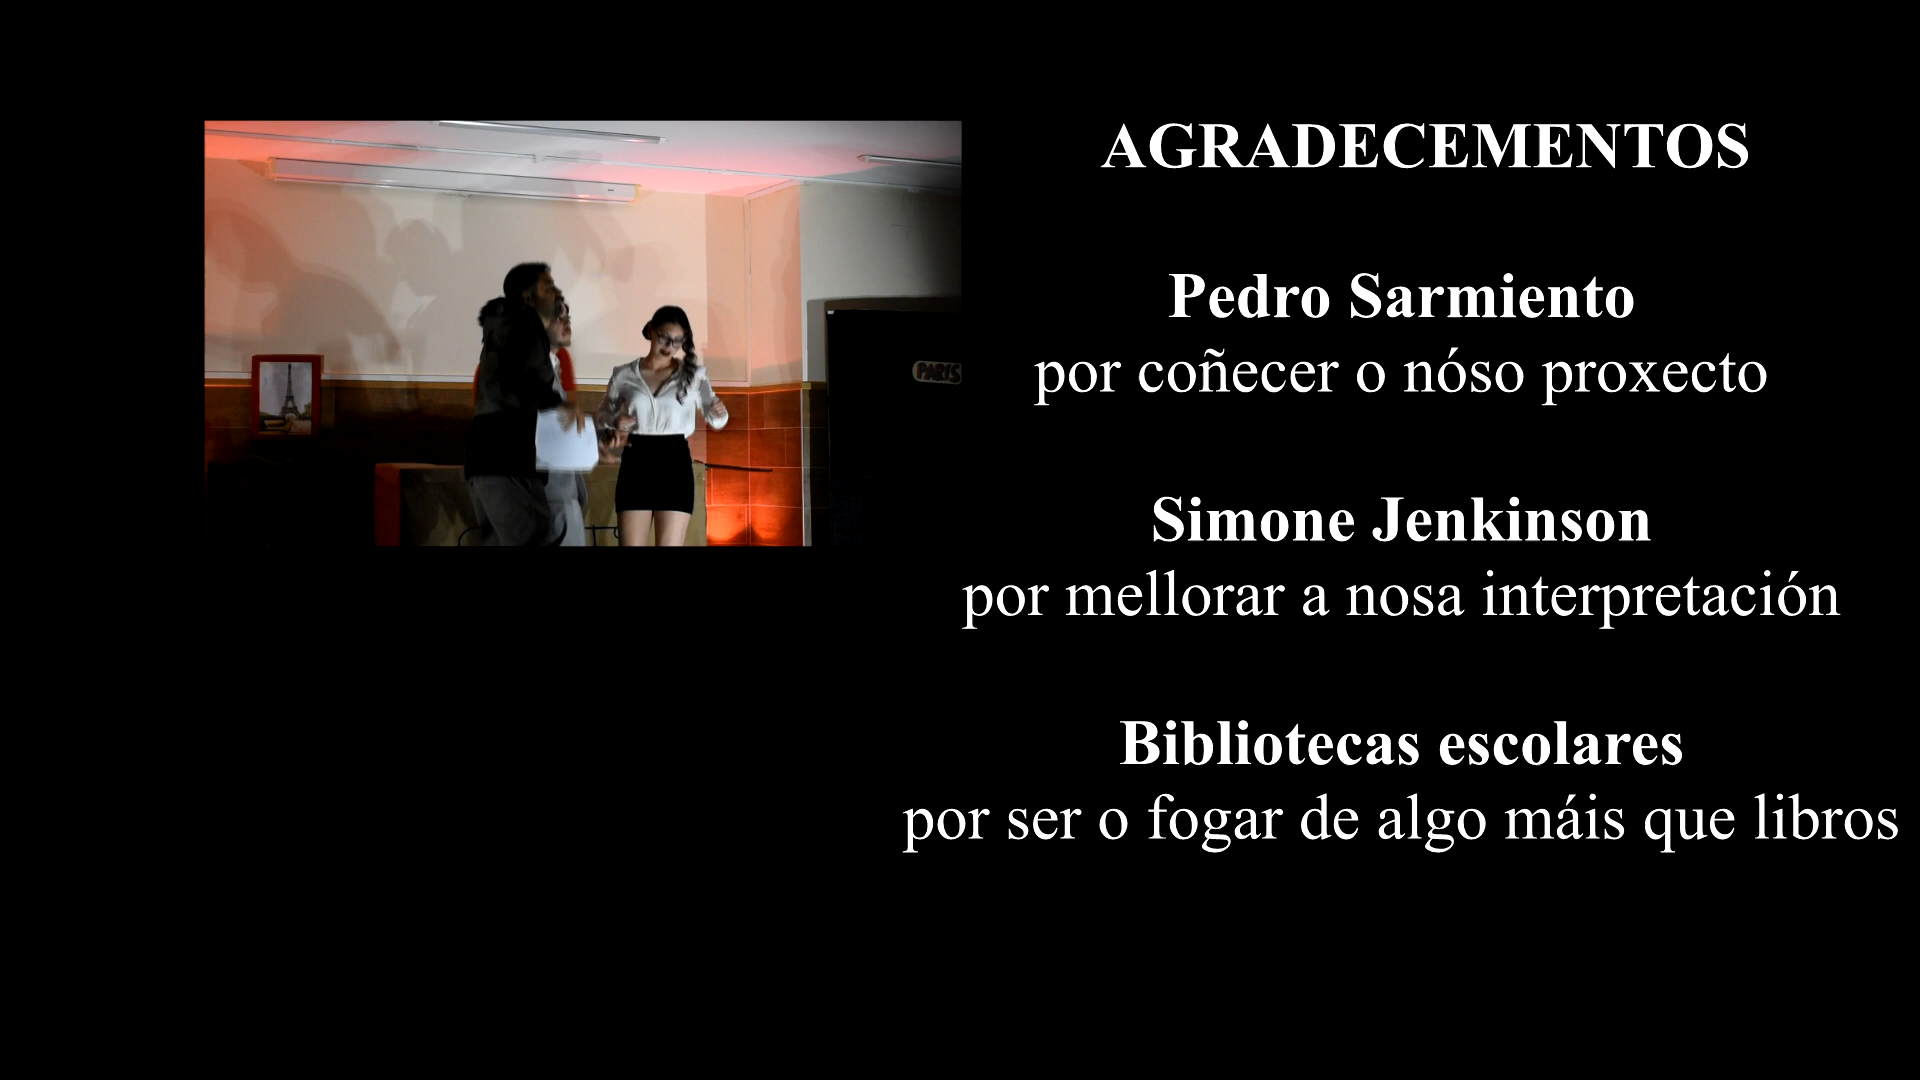 AGRADECEMENTOS
Pedro Sarmiento
por coñecer o nóso proxecto
Simone Jenkinson
por mellorar a nosa interpretación
Bibliotecas escolares
por ser o fogar de algo máis que libros
PARIS